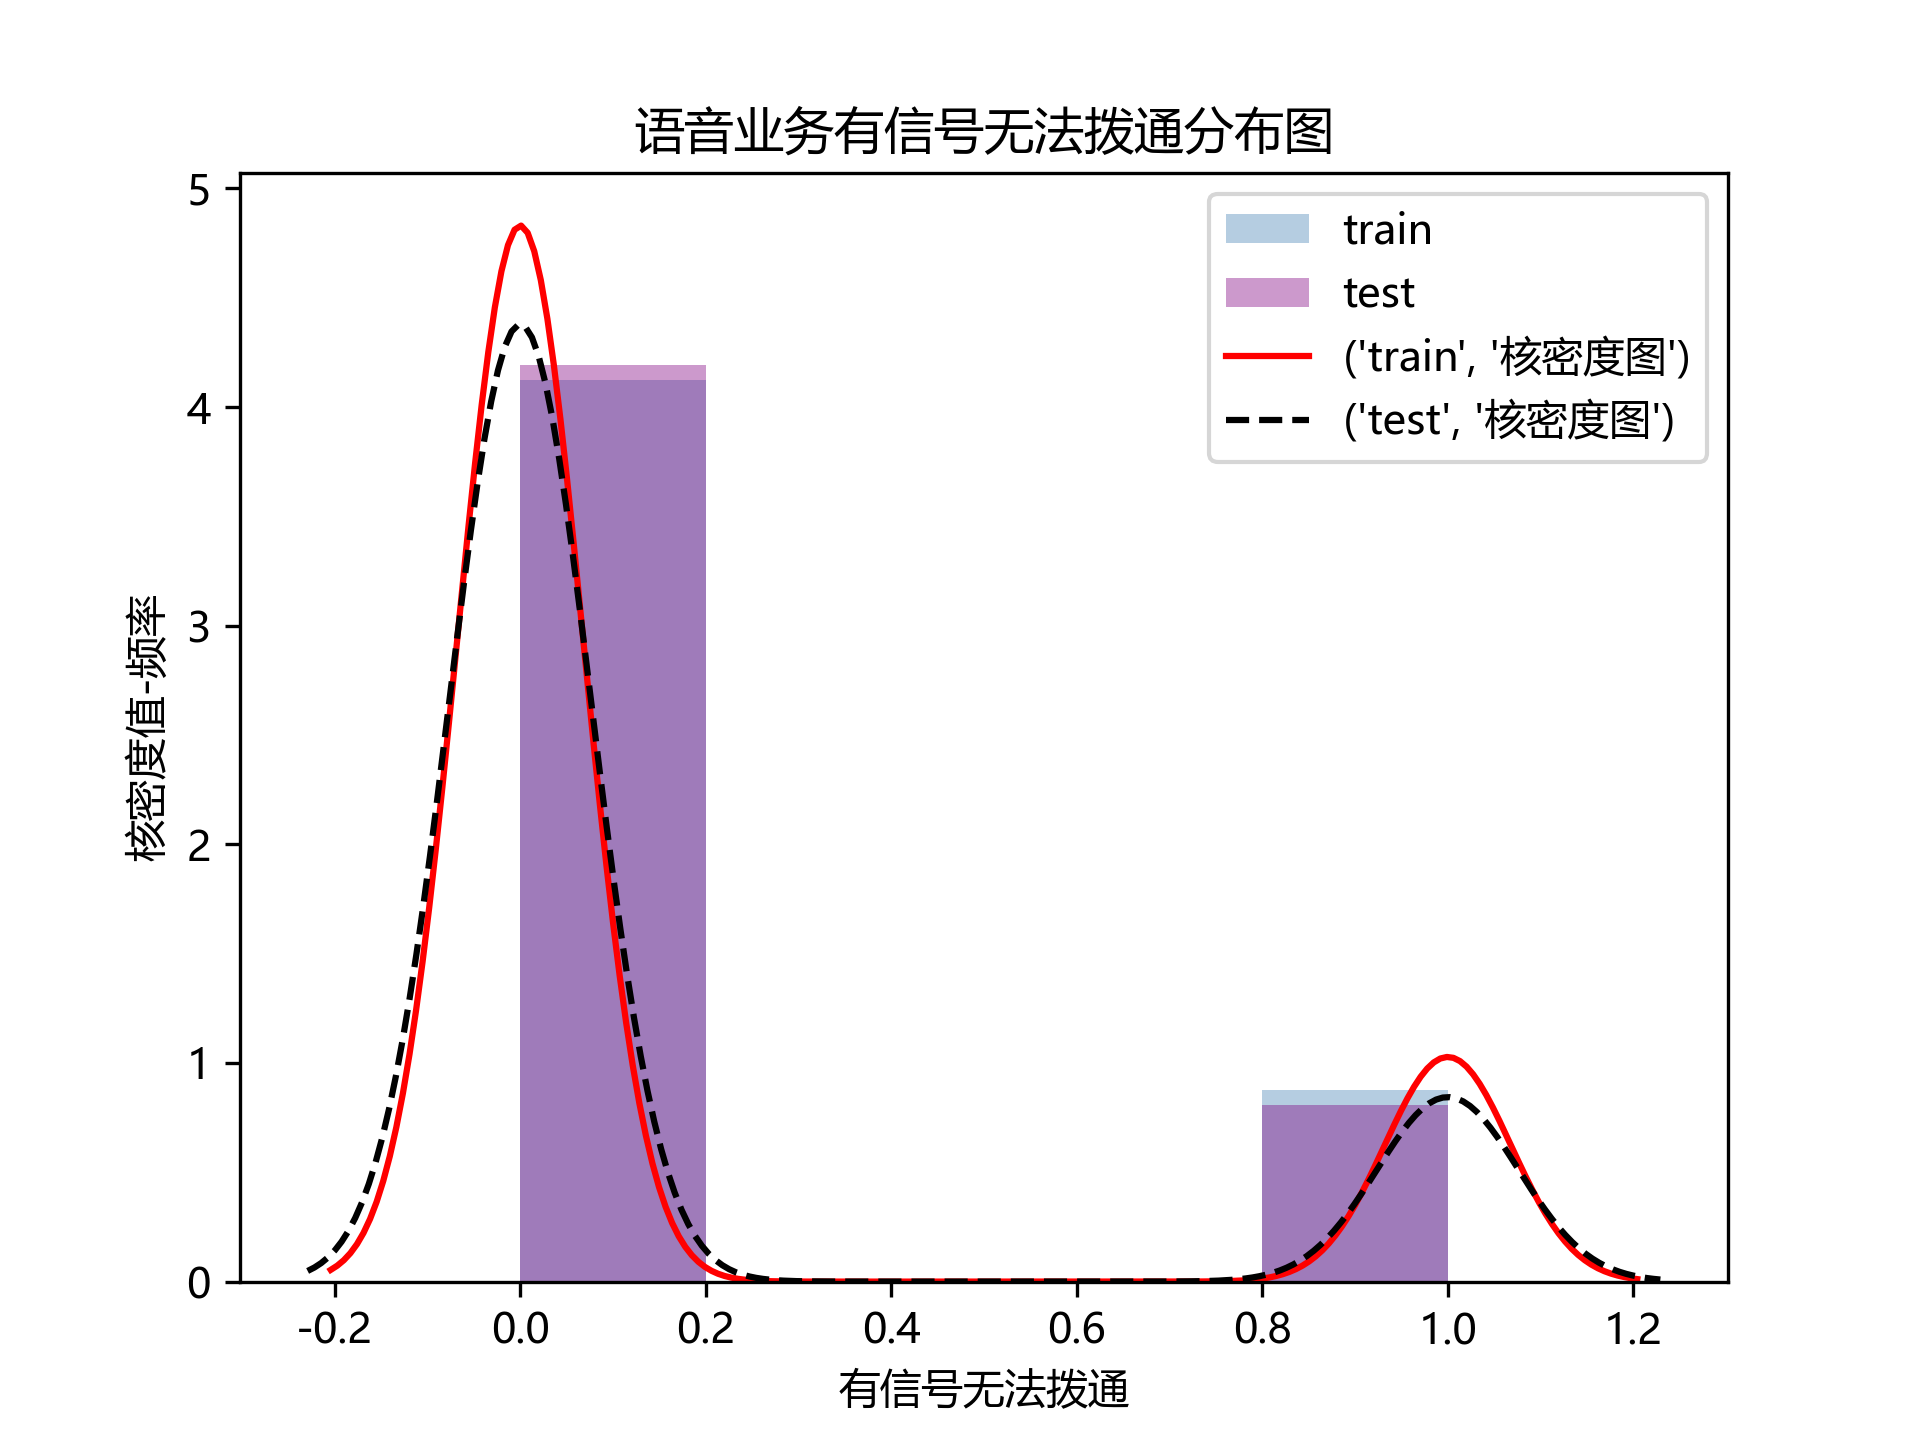 语音业务有信号无法拨通分布图
train
test
('train', '核密度图')
('test', '核密度图')
核密度值-频率
5
4
3
2
1
0
-0.2 0.0 0.2 0.4 0.6 0.8 1.0 1.2
有信号无法拨通